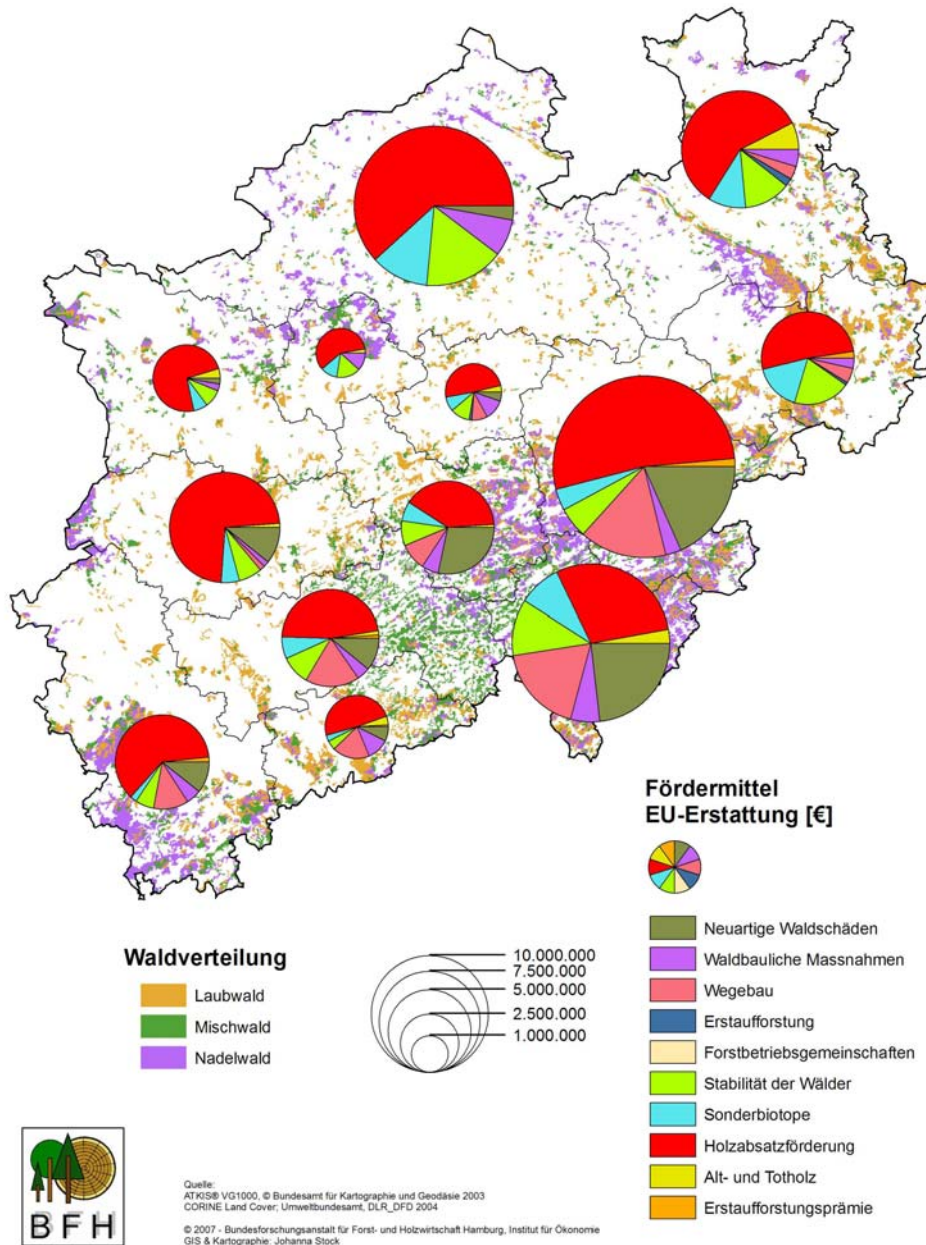 Fördermittel
EU-Erstattung [€]
Neuartige Waldschäden
Waldbauliche Massnahmen
Wegebau
Erstaufforstung
Forstbetriebsgemeinschaften
Stabilität der Wälder
Sonderbiotope
Holzabsatzförderung
Alt- und Totholz
Erstaufforstungsprämie
Waldverteilung
Laubwald
Mischwald
Nadelwald
10.000.000
7.500.000
5.000.000
2.500.000
1.000.000
BFH
Quelle:
ATKIS® VG1000, © Bundesamt für Kartographie und Geodäsie 2003
CORINE Land Cover; Umweltbundesamt, DLR_DFD 2004
© 2007 - Bundesforschungsanstalt für Forst- und Holzwirtschaft Hamburg, Institut für Ökonomie
GIS & Kartographie: Johanna Stock